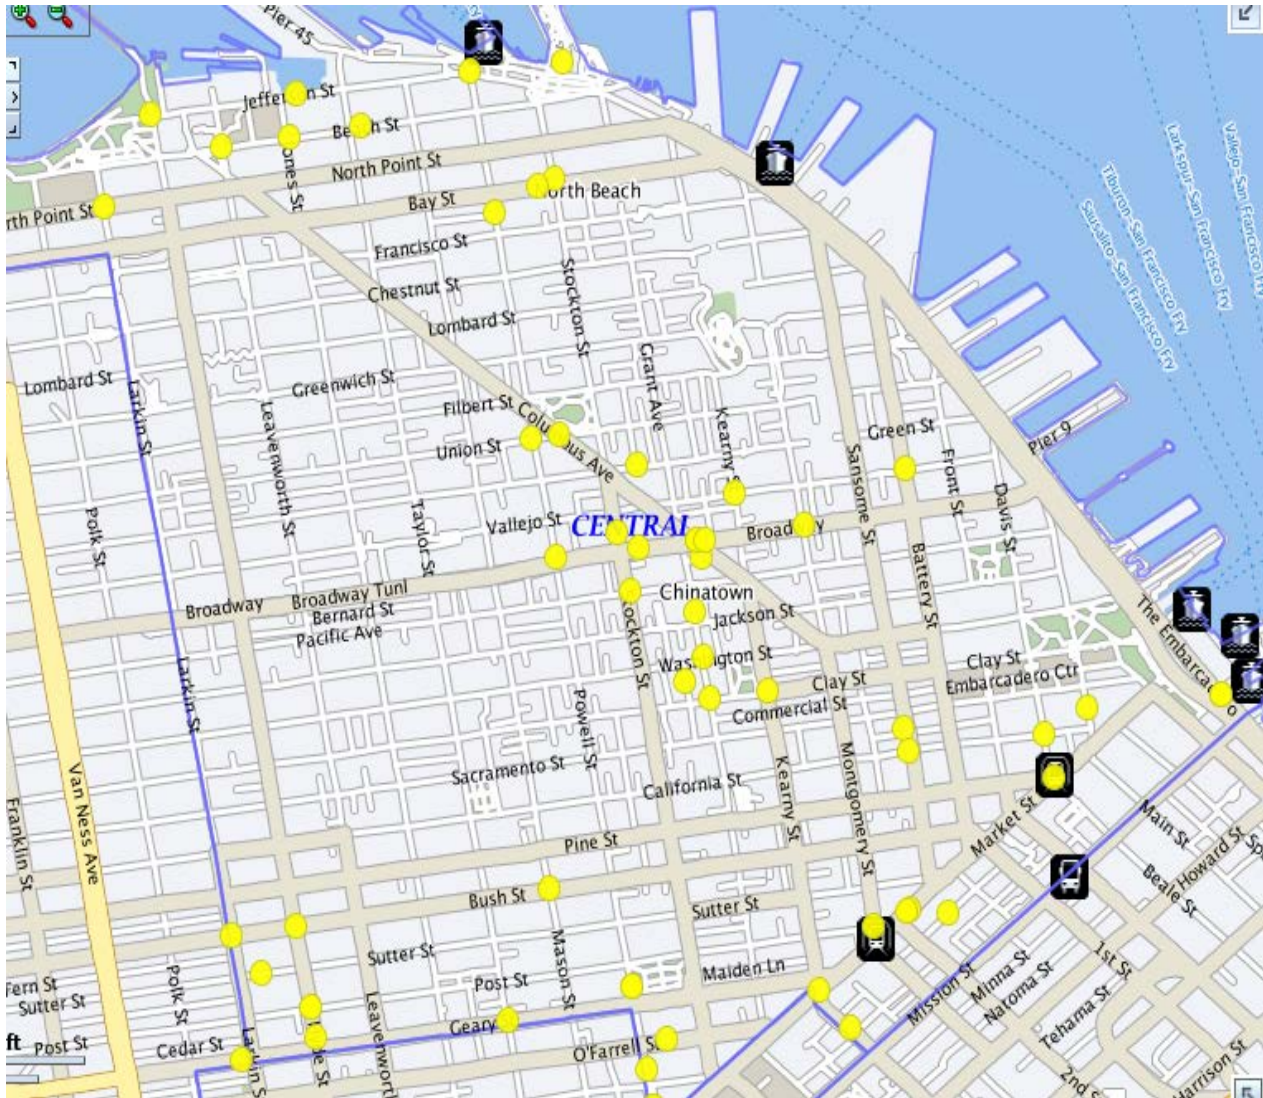 Pier 45
Jefferson St
Beach St
ones St
North Point St
rth Point St
North Beach
Bay St
Francisco St
Chestnut St
Stockton St
Lombard St
Vallejo-San Francisco Fry
Larkspur-San Francisco Fry
Tiburon-San Francisco Fry
Sausalito-San Francisco Fry
Lombard St
Greenwich St
Grant Ave
Larkin St
Leavenworth St
Filbert St
Columbus Ave
Kearny S
Union St
Green St
Pier 9
Sansome St
Front St
Davis St
Polk St
Taylor St
Vallejo St
CENTRAL
Broadway
Battery St
Broadway
Broadway Tunl
Bernard St
Pacific Ave
Chinatown
Jackson St
tockton St
Washington St
Clay St
Clay St
Embarcadero Ctr
The Embarcadero
Commercial St
Larkin St
Powell St
Sacramento St
California St
Kearny St
Montgomery St
Van Ness Ave
Franklin St
Pine St
Market St
Main St
Beale St
Howard St
Sp
Bush St
Sutter St
Sutter St
Mason St
Maiden Ln
Post St
Polk St
Fern St
Sutter St
1st St
Minna St
Natoma St
Mission St
Tehama St
Geary
O'Farrell S
ft
Post St
Cedar St
Larkin S
de St
Leavenwort
2nd S
Harrison St